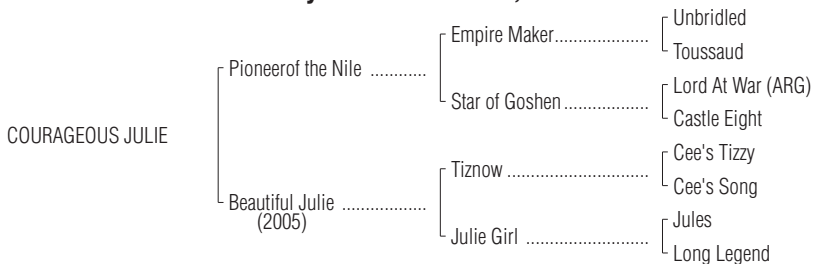 Unbridled
Empire Maker....................
Toussaud
Pioneerof the Nile ............
Lord At War (ARG)
Star of Goshen..................
Castle Eight
COURAGEOUS JULIE
Cee's Tizzy
Tiznow ..............................
Cee's Song
Beautiful Julie ..................
(2005)
Jules
Julie Girl ..........................
Long Legend